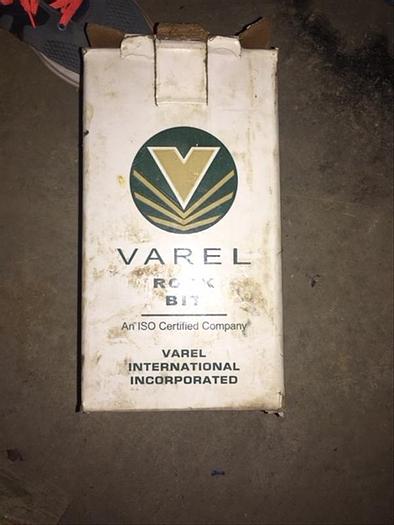 V
VAREL
ROCK
BIT
An ISO Certified Company
VAREL
INTERNATIONAL
INCORPORATED